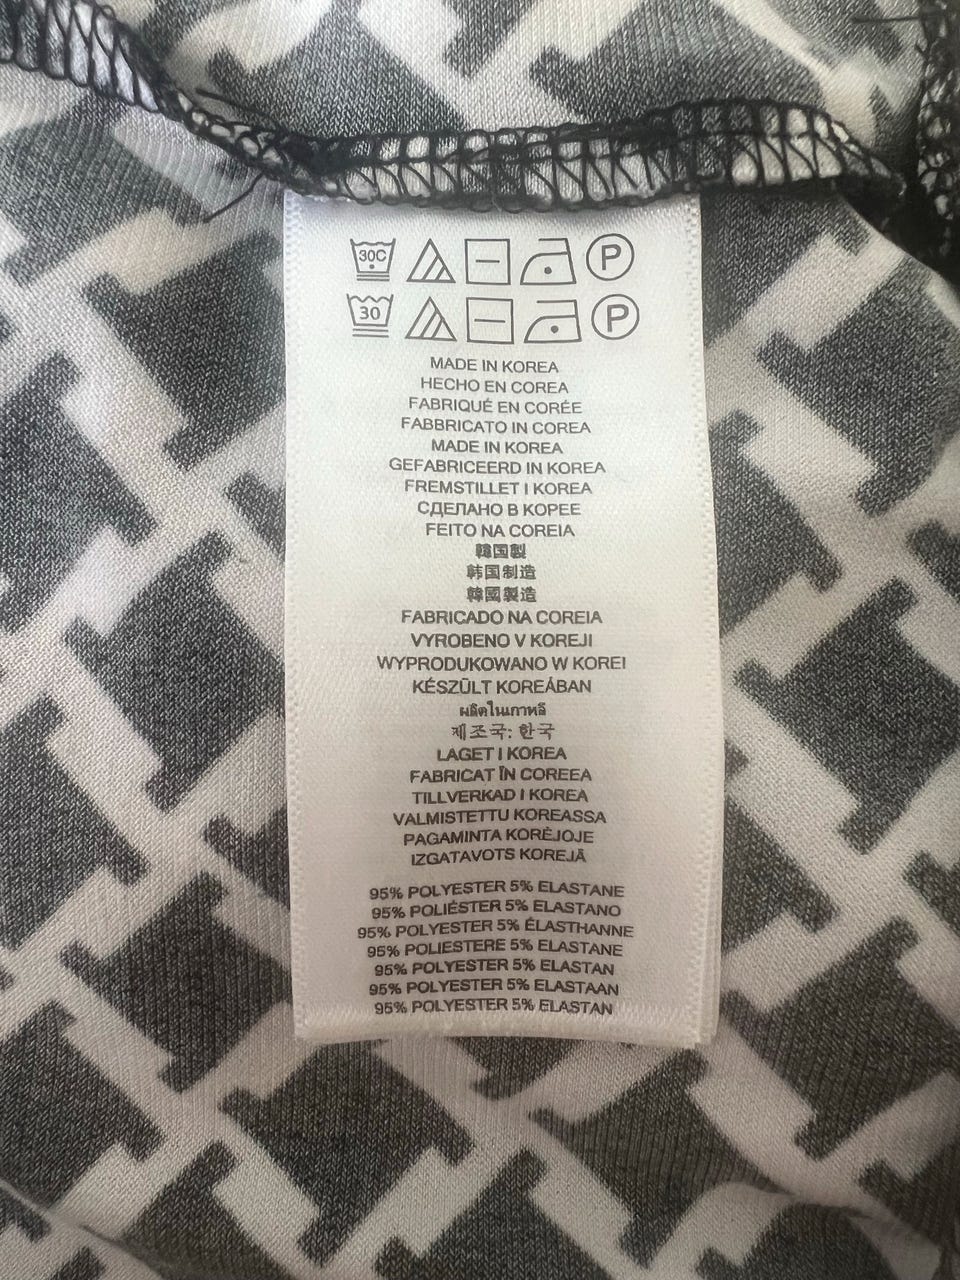 30C P
30 P
MADE IN KOREA
HECHO EN COREA
FABRIQUÉ EN CORÉE
FABBRICATO IN COREA
MADE IN KOREA
GEFABRICEERD IN KOREA
FREMSTILLET I KOREA
СДЕЛАНО В КОРЕЕ
FEITO NA COREIA
韓国製
韩国制造
韓國製造
FABRICADO NA COREIA
VYROBENO V KOREJI
WYPRODUKOWANO W KOREI
KÉSZÜLT KOREÁBAN
ผลิตในเกาหลี
제조국: 한국
LAGET I KOREA
FABRICAT ÎN COREEA
TILLVERKAD I KOREA
VALMISTETTU KOREASSA
PAGAMINTA KORĖJOJE
IZGATAVOTS KOREJĀ
95% POLYESTER 5% ELASTANE
95% POLIÉSTER 5% ELASTANO
95% POLYESTER 5% ÉLASTHANNE
95% POLIESTERE 5% ELASTANE
95% POLYESTER 5% ELASTAN
95% POLYESTER 5% ELASTAAN
95% POLYESTER 5% ELASTAN